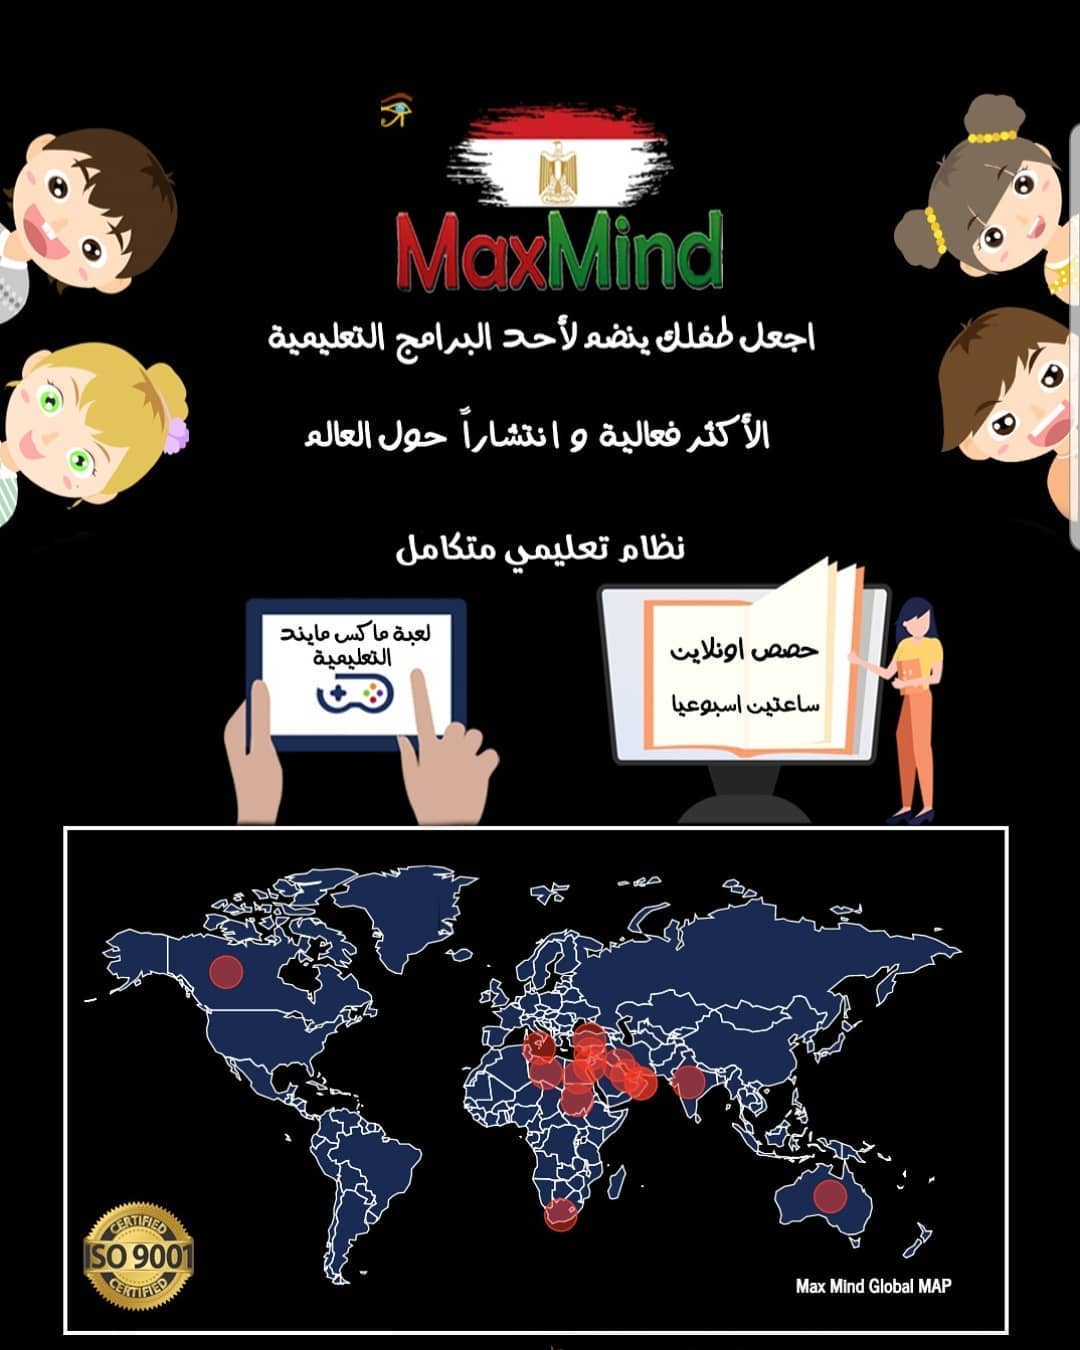 MaxMind
اجعل طفلك ينضم لأحد البرامج التعليمية
الأكثر فعالية و انتشاراً حول العالم
نظام تعليمي متكامل
حصص اونلاين
ساعتين اسبوعيا
لعبة ماكس مايند
التعليمية
CERTIFIED
ISO 9001
CERTIFIED
Max Mind Global MAP